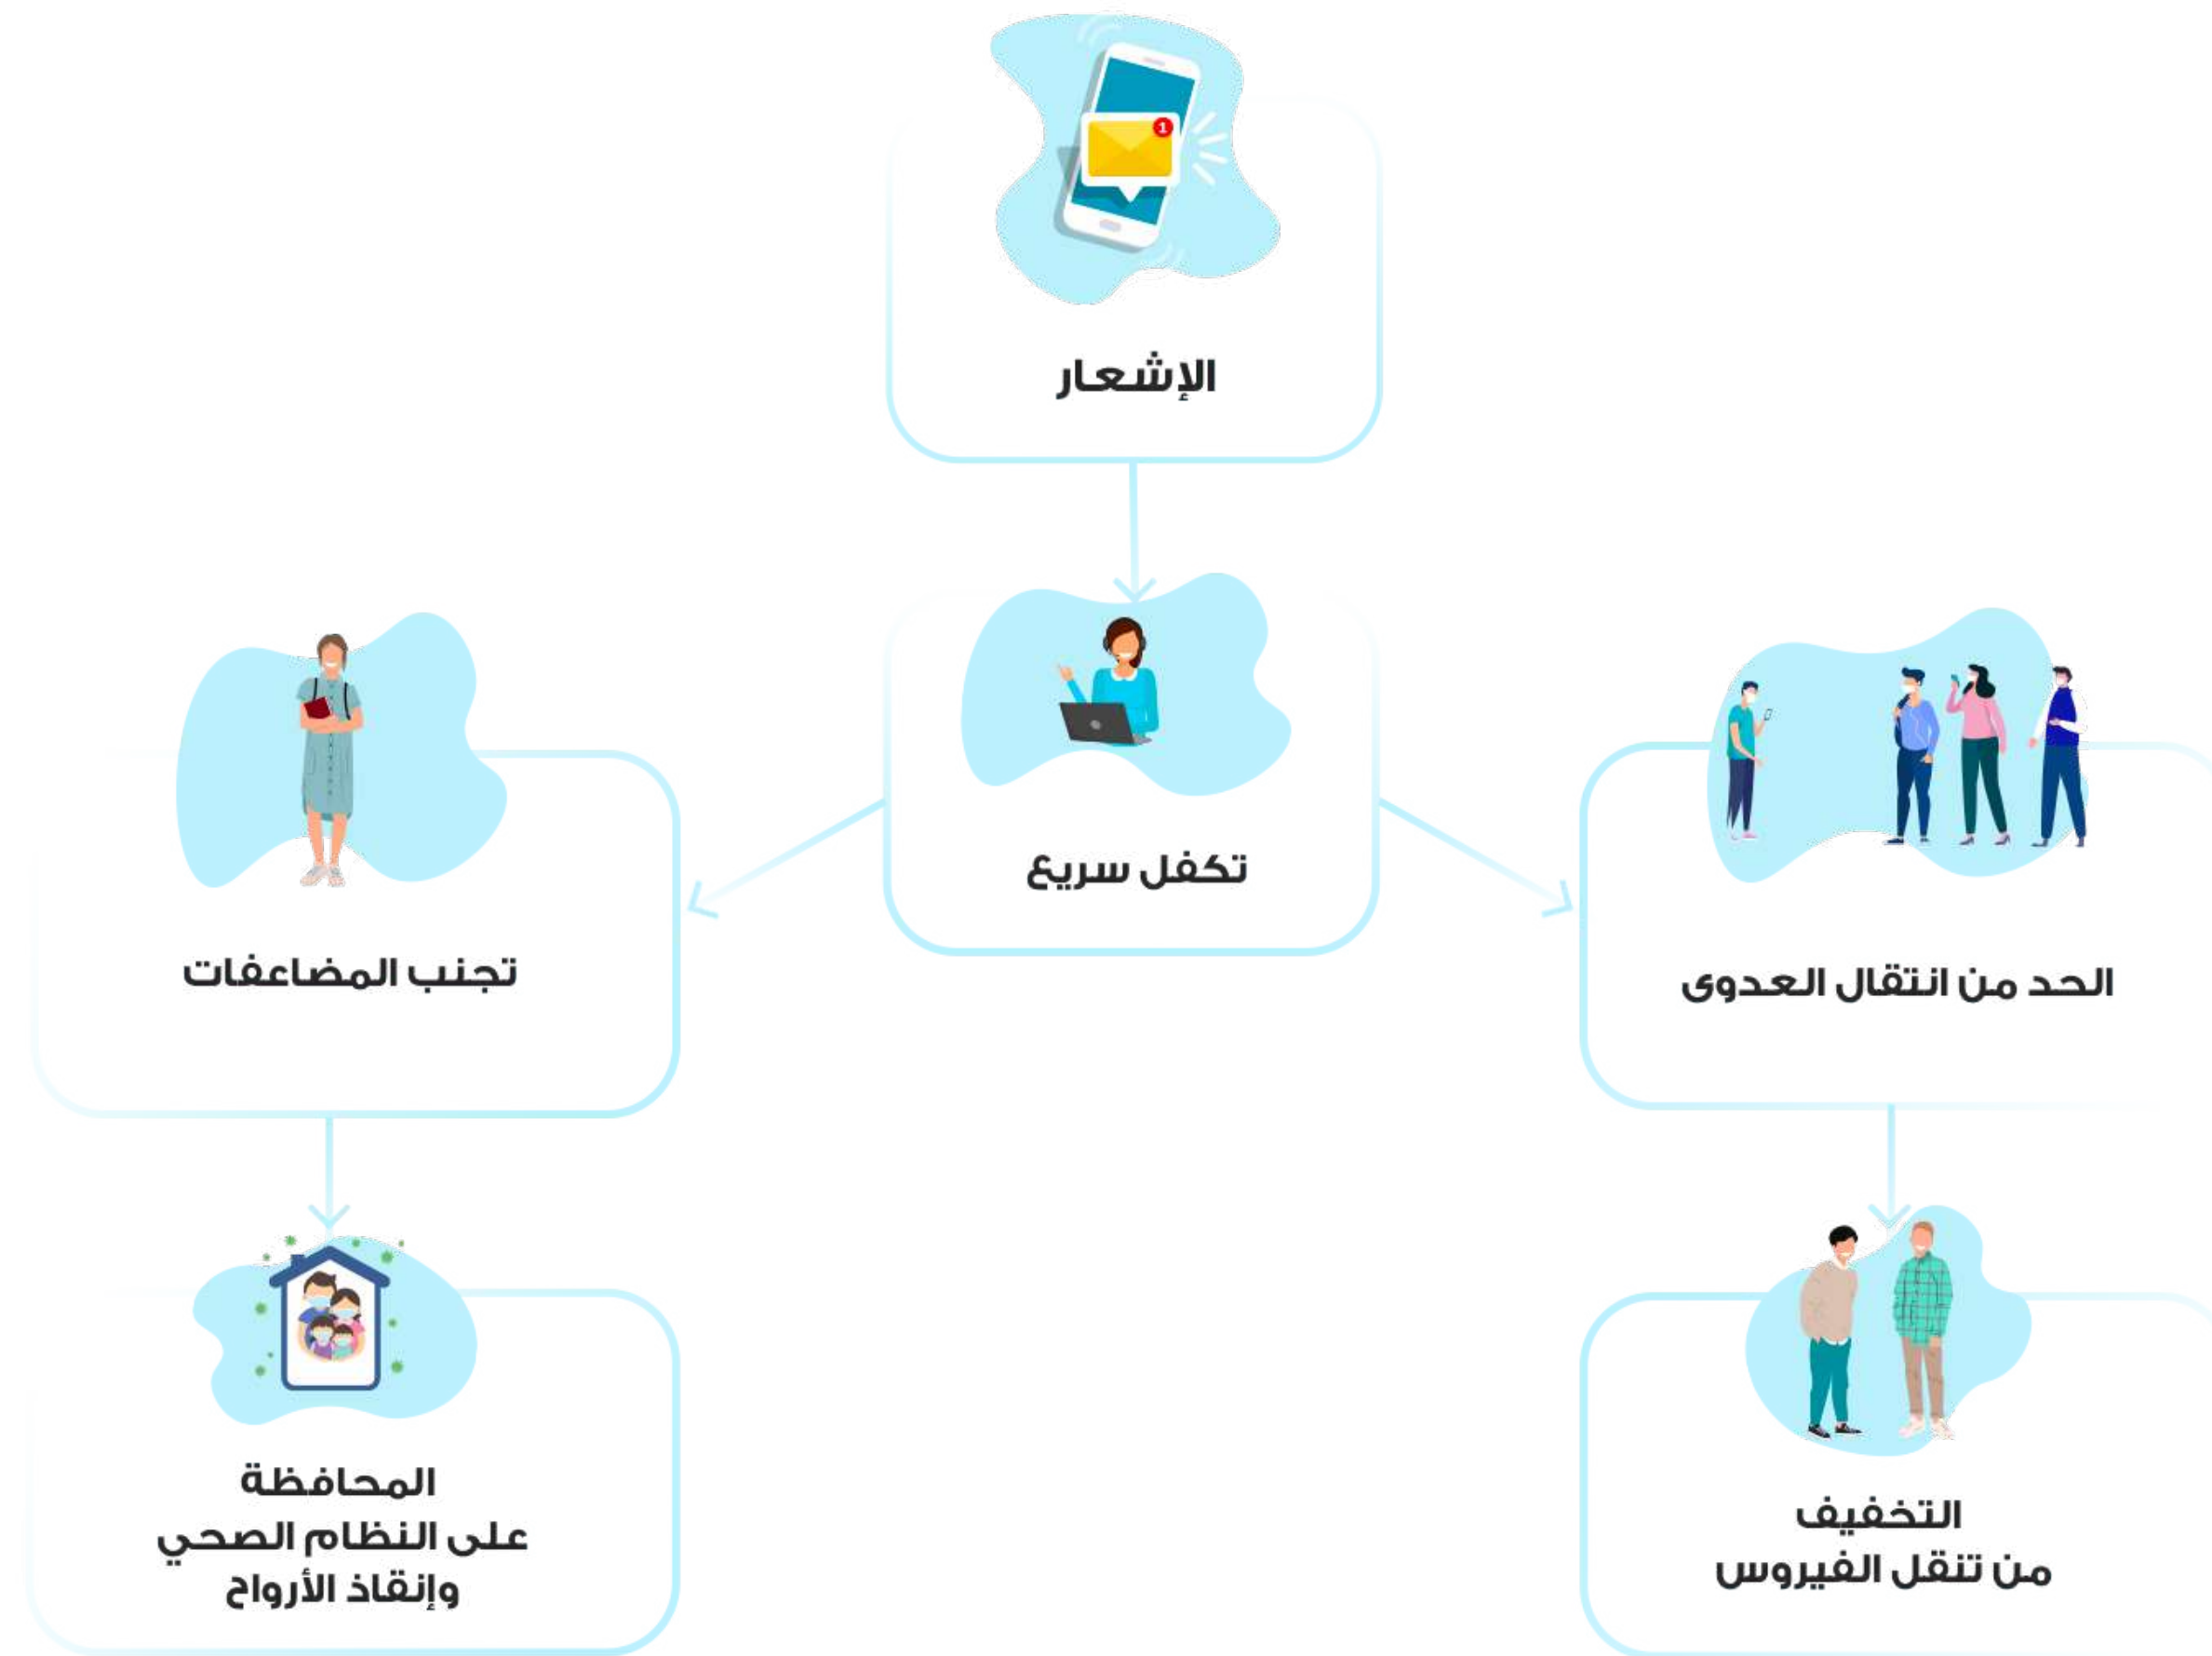 1
الإشعار
تكفل سريع
الحد من انتقال العدوى
تجنب المضاعفات
التخفيف
من تنقل الفيروس
المحافظة
على النظام الصحي
وإنقاذ الأرواح